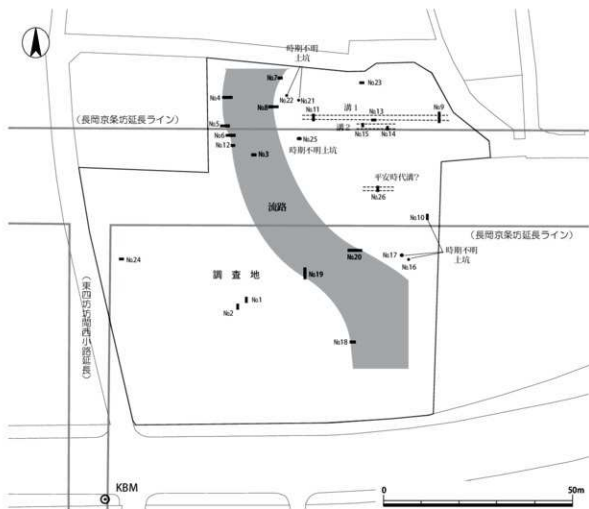 時期不明
土坑
№7
№23
№4
№22
№21
№8
№11
溝1
№13
№9
(長岡京条坊延長ライン)
№5
溝2
№15
№14
№6
№25
№12
時期不明土坑
№3
平安時代溝?
№26
流路
№10
(長岡京条坊延長ライン)
時期不明
土坑
№24
№20
№17
№16
調査地
№19
№1
№2
(東四坊坊間西小路延長)
№18
KBM
0
50m